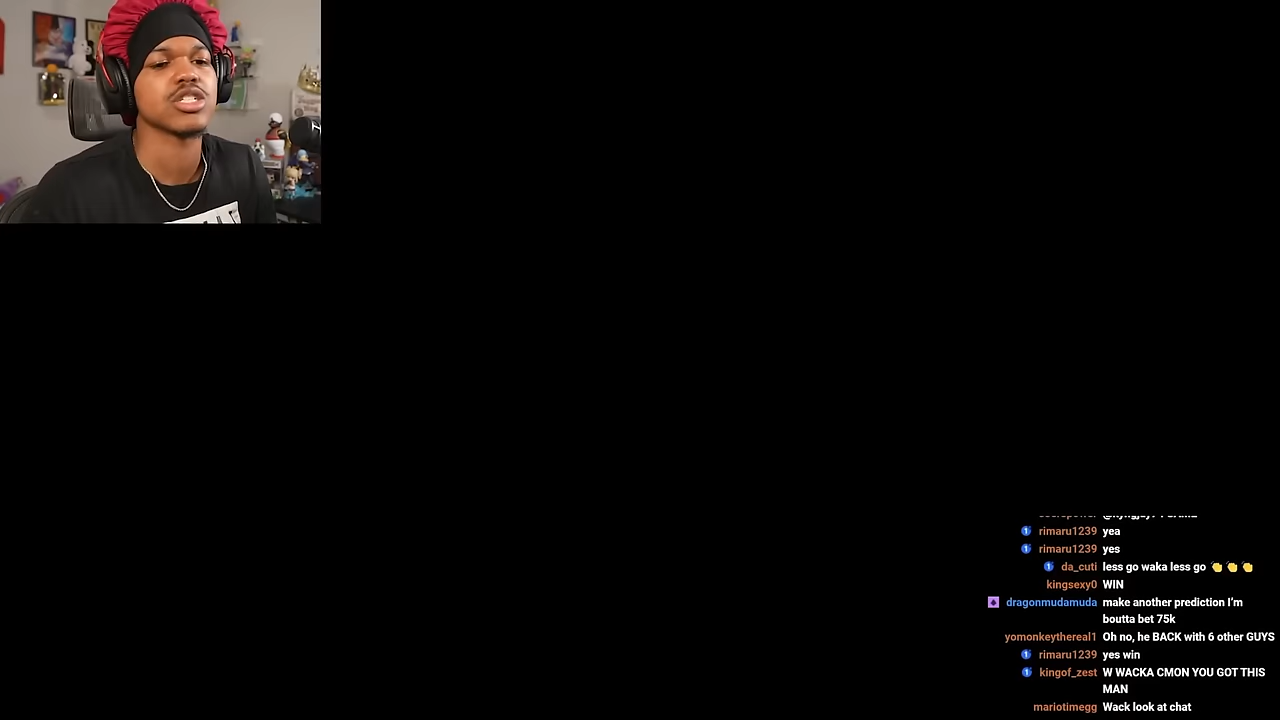 rimaru1239 yea
rimaru1239 yes
da_cuti less go waka less go 👏 👏 👏
kingsexy0 WIN
dragonmudamuda make another prediction I'm
boutta bet 75k
yomonkeythereal1 Oh no, he BACK with 6 other GUYS
rimaru1239 yes win
kingof_zest W WACKA CMON YOU GOT THIS
MAN
mariotimegg Wack look at chat